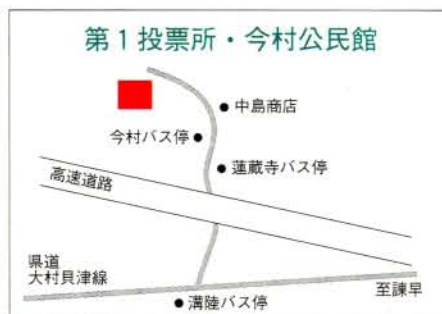 第1投票所・今村公民館
中島商店
今村バス停
蓮蔵寺バス停
高速道路
県道
大村貝津線
至諫早
溝陸バス停